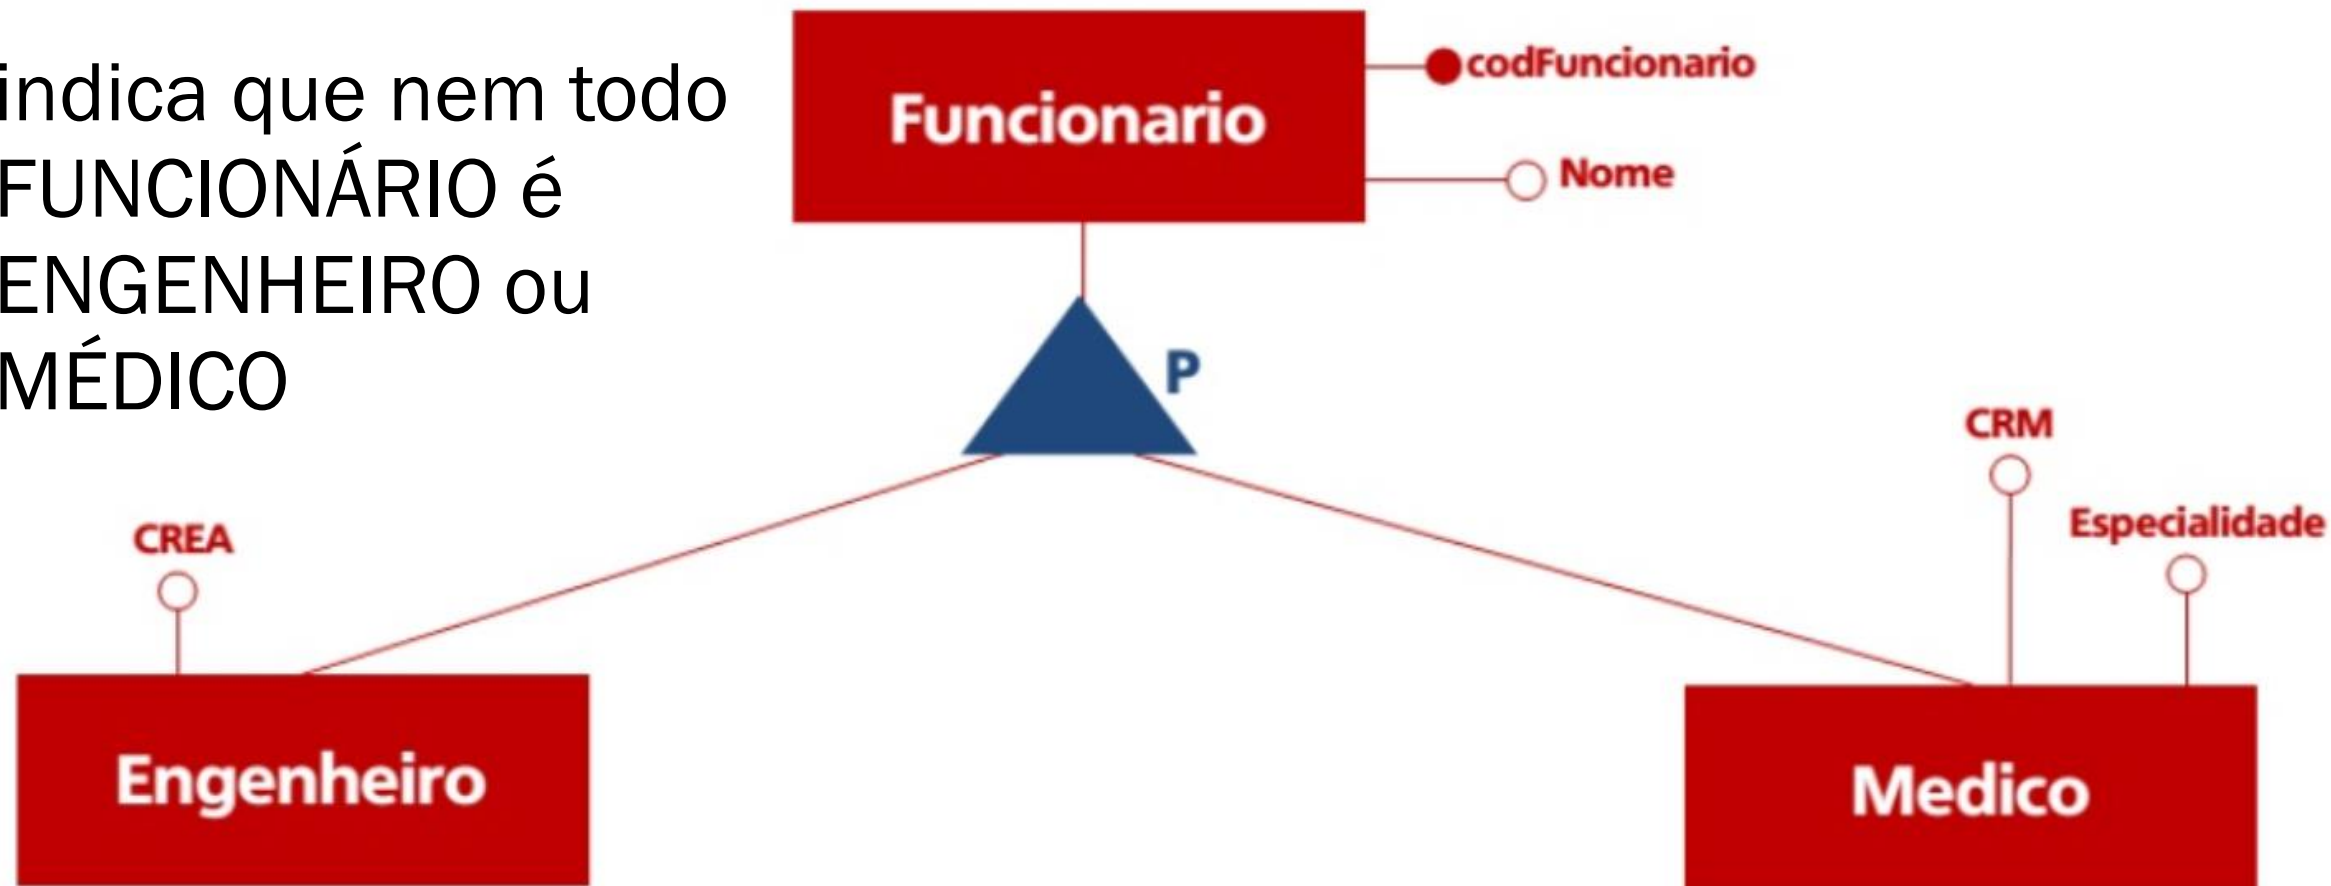 indica que nem todo
FUNCIONÁRIO é
ENGENHEIRO ou
MÉDICO
Funcionario
codFuncionario
Nome
P
CREA
CRM
Especialidade
Engenheiro
Medico